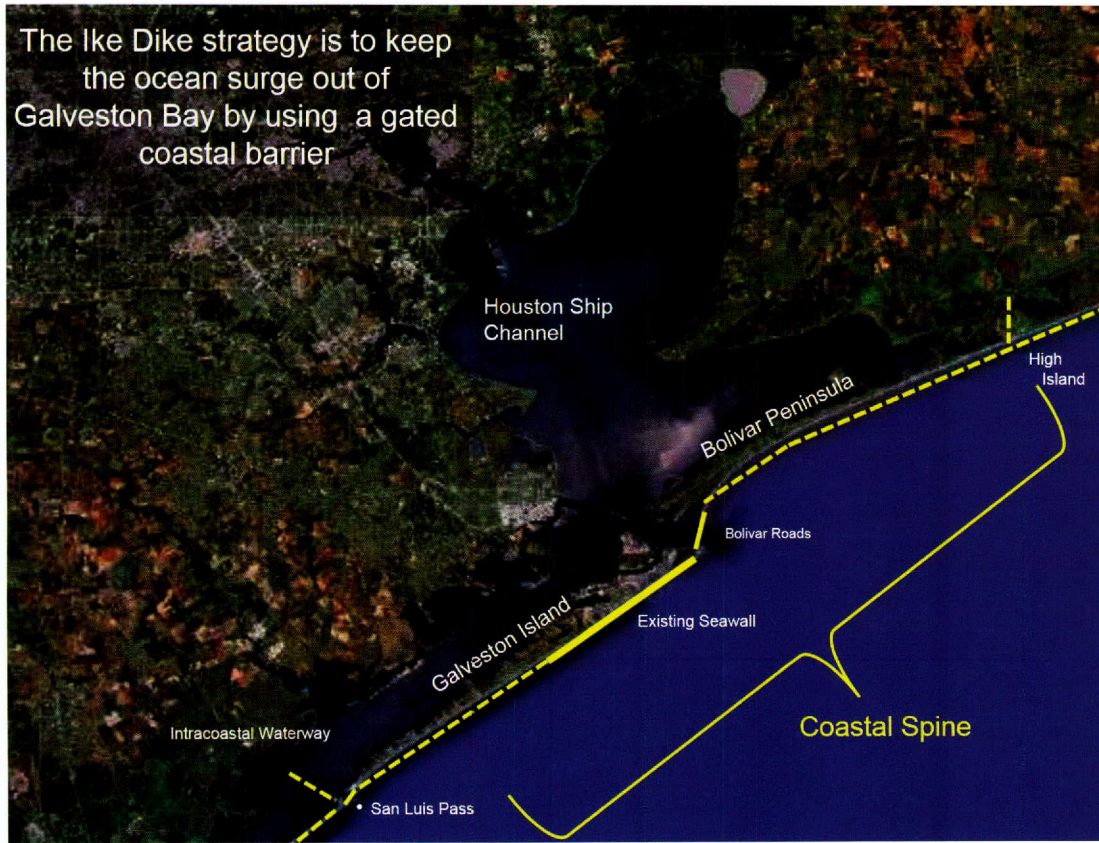 The Ike Dike strategy is to keep
the ocean surge out of
Galveston Bay by using a gated
coastal barrier
Houston Ship
Channel
High
Island
Bolivar Peninsula
Bolivar Roads
Existing Seawall
Galveston Island
Coastal Spine
Intracoastal Waterway
San Luis Pass